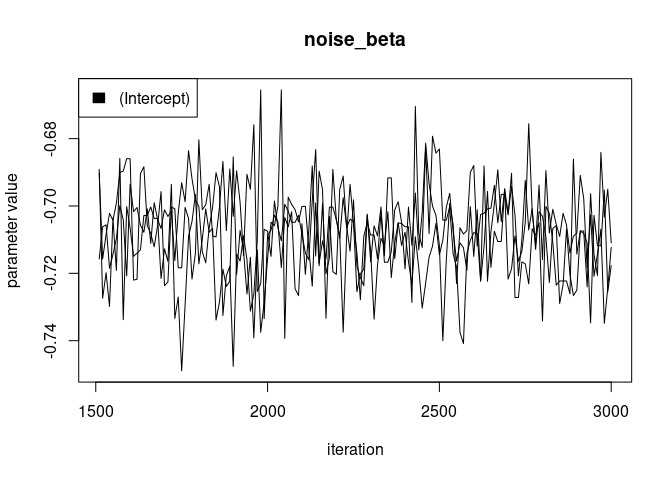 noise_beta
(Intercept)
parameter value
-0.68
-0.70
-0.72
-0.74
1500
2000
2500
3000
iteration